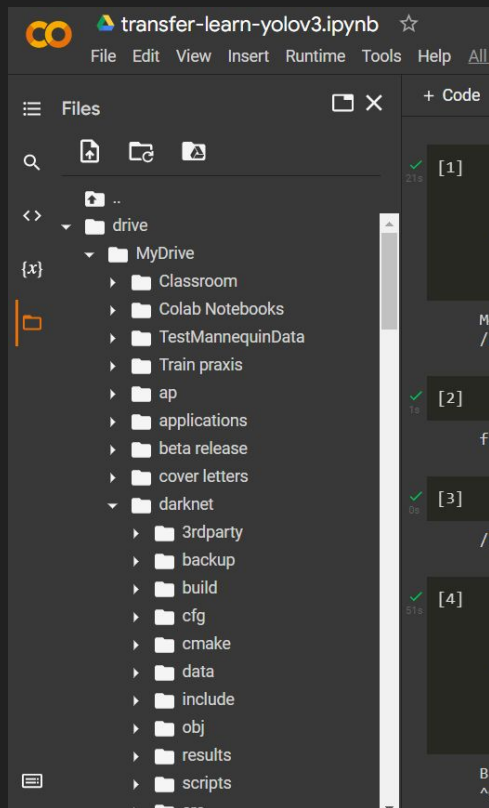 transfer-learn-yolov3.ipynb
File Edit View Insert Runtime Tools Help All
Files
+ Code
..
drive
MyDrive
Classroom
Colab Notebooks
TestMannequinData
Train praxis
ap
applications
beta release
cover letters
darknet
3rdparty
backup
build
cfg
cmake
data
include
obj
results
scripts
{x}
[1]
21s
M
/
[2]
1s
f
[3]
0s
/
[4]
51s
B
^